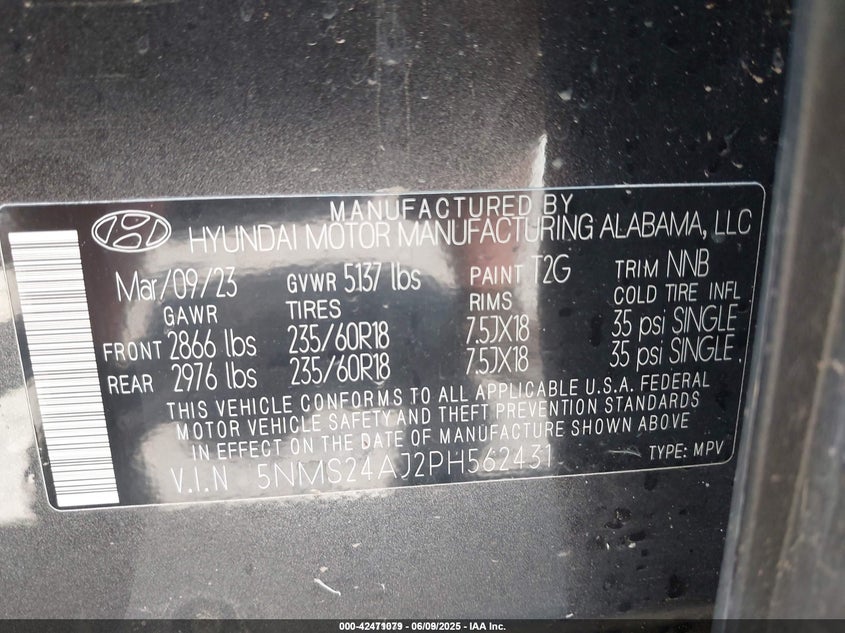 MANUFACTURED BY
HYUNDAI MOTOR MANUFACTURING ALABAMA, LLC
Mar/09/23 GVWR 5137 lbs PAINT T2G TRIM NNB
GAWR TIRES RIMS COLD TIRE INFL
FRONT 2866 lbs 235/60R18 7.5JX18 35 psi SINGLE
REAR 2976 lbs 235/60R18 7.5JX18 35 psi SINGLE
THIS VEHICLE CONFORMS TO ALL APPLICABLE U.S.A. FEDERAL
MOTOR VEHICLE SAFETY AND THEFT PREVENTION STANDARDS
IN EFFECT ON THE DATE OF MANUFACTURE SHOWN ABOVE
V.I.N 5NMS24AJ2PH562431 TYPE: MPV
000-42471079 - 06/09/2025 - IAA Inc.